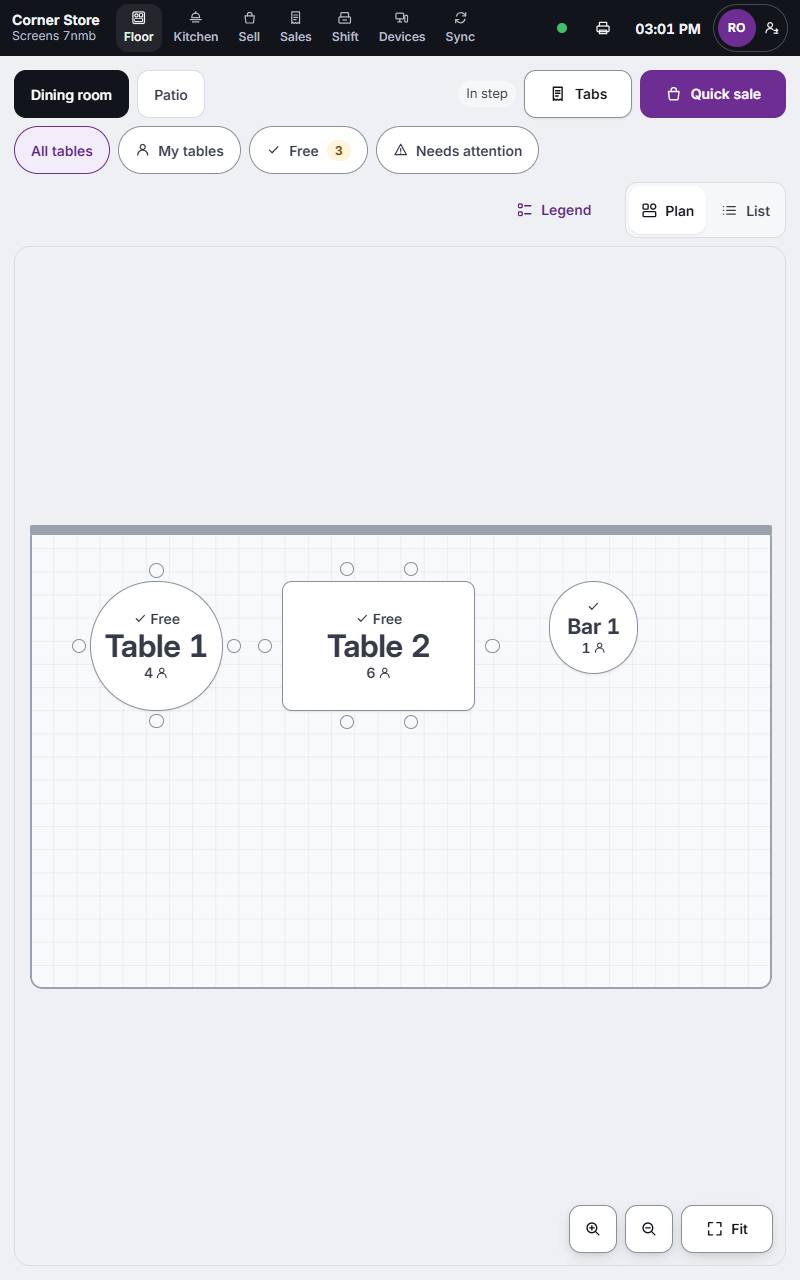 Corner Store
Screens 7nmb
Floor
Kitchen
Sell
Sales
Shift
Devices
Sync
03:01 PM
RO
Dining room
Patio
In step
Tabs
Quick sale
All tables
My tables
Free 3
Needs attention
Legend
Plan
List
Free
Table 1
4
Free
Table 2
6
Bar 1
1
Fit